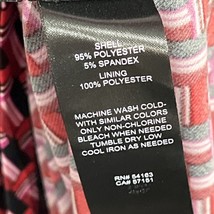 SHELL
95% POLYESTER
5% SPANDEX
LINING
100% POLYESTER
MACHINE WASH COLD-
WITH SIMILAR COLORS
ONLY NON-CHLORINE
BLEACH WHEN NEEDED
TUMBLE DRY LOW
COOL IRON AS NEEDED
RN# 54163
CA# 57161